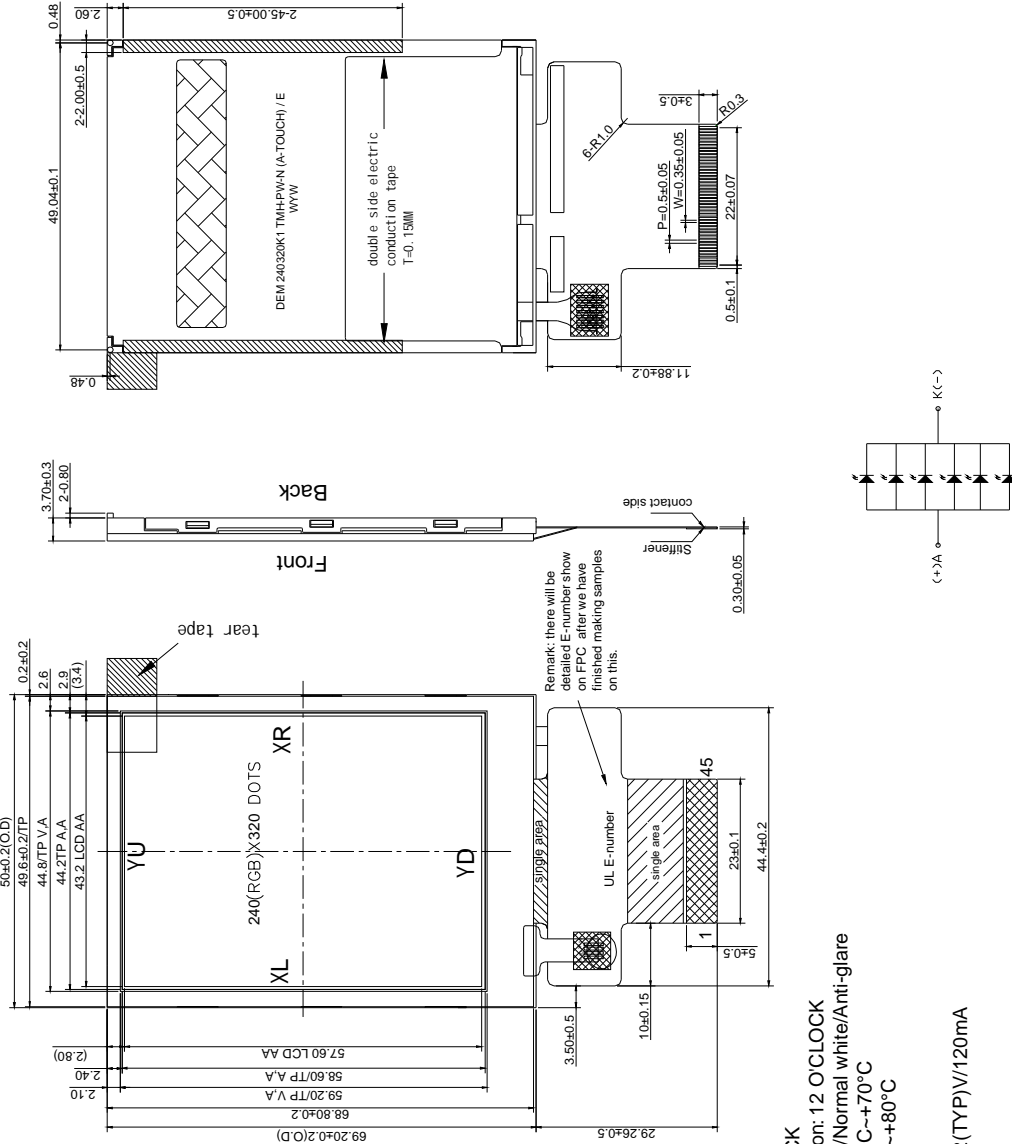 0.48
2.60
2-45.00±0.5
2-2.00±0.5
49.04±0.1
DEM 240320K1 TMH-PW-N (A-TOUCH) / E
WYW
double side electric
conduction tape
T=0.15MM
6-R1.0
3±0.5
R0.3
P=0.5±0.05
W=0.35±0.05
22±0.07
0.5±0.1
11.88±0.2
0.48
3.70±0.3
2-0.80
Back
Front
contact side
Stiffener
0.30±0.05
(+)A
K(-)
tear tape
Remark: there will be
detailed E-number show
on FPC after we have
finished making samples
on this.
0.2±0.2
2.6
2.9
(3.4)
50±0.2(O.D)
49.6±0.2/TP
44.8/TP V,A
44.2TP A,A
43.2 LCD AA
YU
XR
240(RGB)X320 DOTS
XL
YD
single area
UL E-number
single area
45
1
23±0.1
44.4±0.2
5±0.5
10±0.15
3.50±0.5
(2.80)
2.40
2.10
57.60 LCD AA
58.60/TP A,A
59.20/TP V,A
68.80±0.2
69.20±0.2(O.D)
29.26±0.5
on: 12 O'CLOCK
/Normal white/Anti-glare
C~+70°C
~+80°C
(TYP)V/120mA